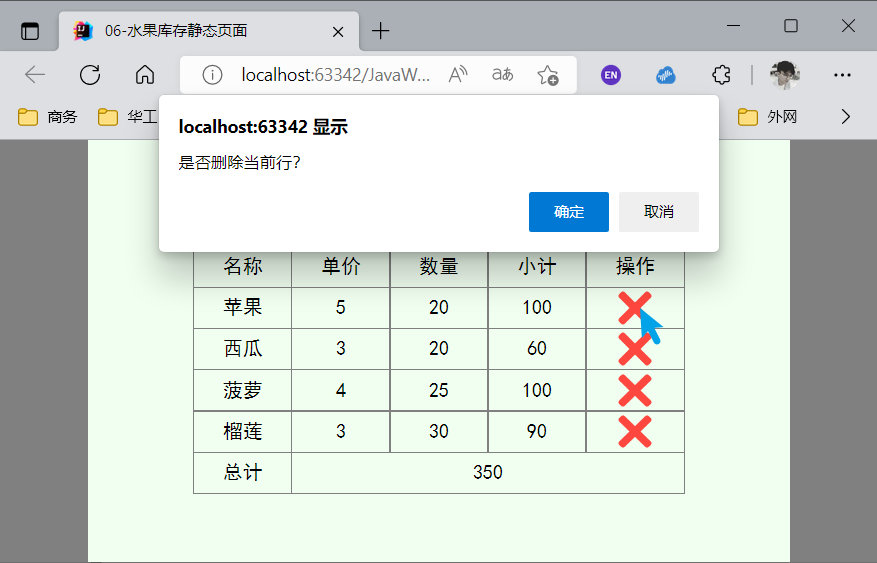 06-水果库存静态页面
localhost:63342/JavaW...
A
aあ
EN
商务
华工
外网
localhost:63342 显示
是否删除当前行?
确定
取消
名称 单价 数量 小计 操作
苹果 5 20 100
西瓜 3 20 60
菠萝 4 25 100
榴莲 3 30 90
总计 350